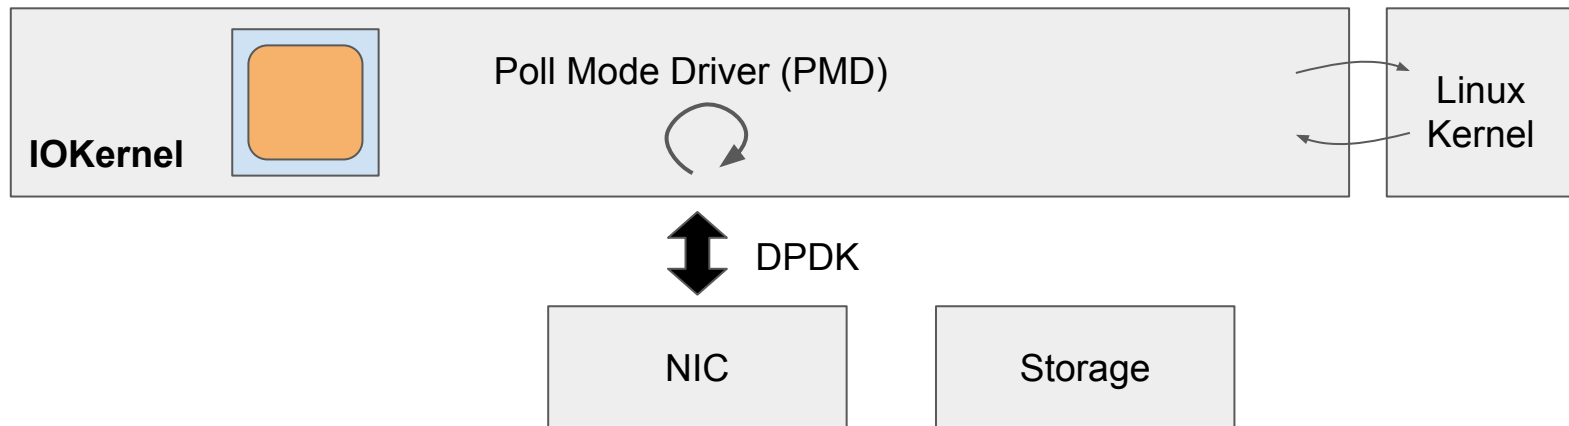 Poll Mode Driver (PMD)
IOKernel
Linux
Kernel
DPDK
NIC
Storage